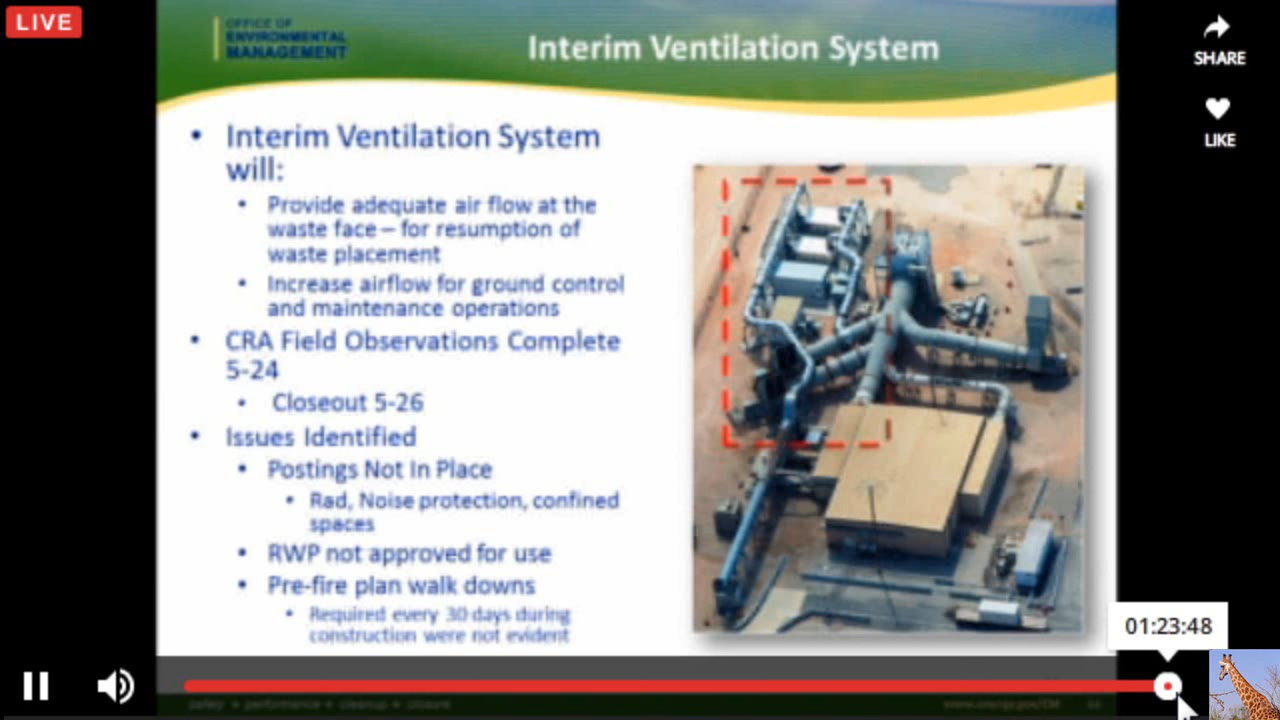 LIVE
OFFICE OF
ENVIRONMENTAL
MANAGEMENT
Interim Ventilation System
SHARE
LIKE
• Interim Ventilation System
will:
• Provide adequate air flow at the
waste face – for resumption of
waste placement
• Increase airflow for ground control
and maintenance operations
• CRA Field Observations Complete
5-24
• Closeout 5-26
• Issues Identified
• Postings Not In Place
• Rad, Noise protection, confined
spaces
• RWP not approved for use
• Pre-fire plan walk downs
• Required every 30 days during
construction were not evident
01:23:48
safety + performance + cleanup + closure